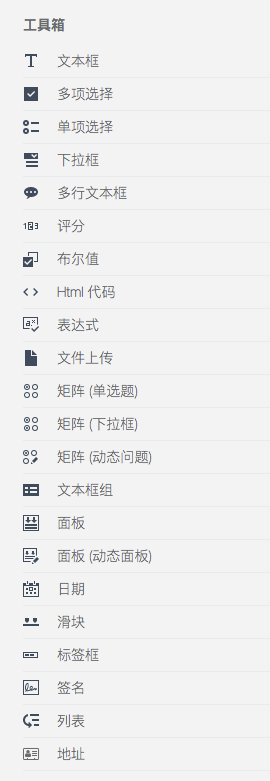 工具箱
文本框
多项选择
单项选择
下拉框
多行文本框
评分
布尔值
Html 代码
表达式
文件上传
矩阵 (单选题)
矩阵 (下拉框)
矩阵 (动态问题)
文本框组
面板
面板 (动态面板)
日期
滑块
标签框
签名
列表
地址